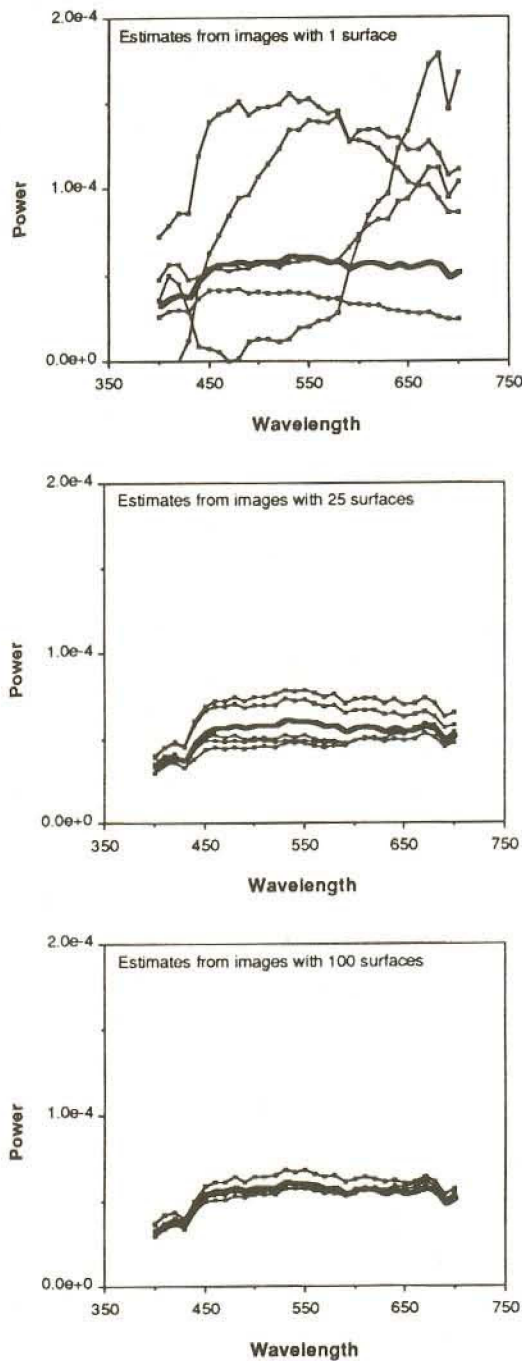 2.0e-4
Estimates from images with 1 surface
Power
1.0e-4
0.0e+0
350 450 550 650 750
Wavelength
2.0e-4
Estimates from images with 25 surfaces
Power
1.0e-4
0.0e+0
350 450 550 650 750
Wavelength
2.0e-4
Estimates from images with 100 surfaces
Power
1.0e-4
0.0e+0
350 450 550 650 750
Wavelength